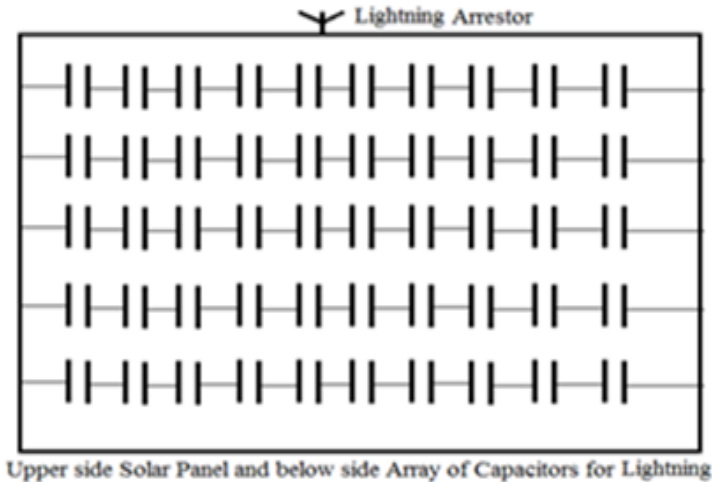 Lightning Arrestor
Upper side Solar Panel and below side Array of Capacitors for Lightning